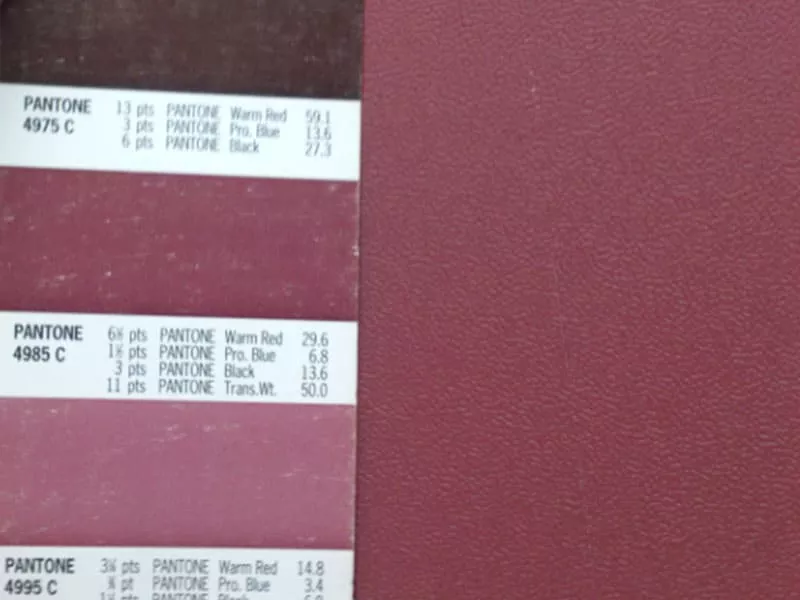 PANTONE 13 pts PANTONE Warm Red 59.1
4975 C 3 pts PANTONE Pro. Blue 13.6
6 pts PANTONE Black 27.3
PANTONE 6½ pts PANTONE Warm Red 29.6
4985 C 1½ pts PANTONE Pro. Blue 6.8
3 pts PANTONE Black 13.6
11 pts PANTONE Trans.Wt. 50.0
PANTONE 3¼ pts PANTONE Warm Red 14.8
4995 C ¾ pt PANTONE Pro. Blue 3.4
PANTONE Black